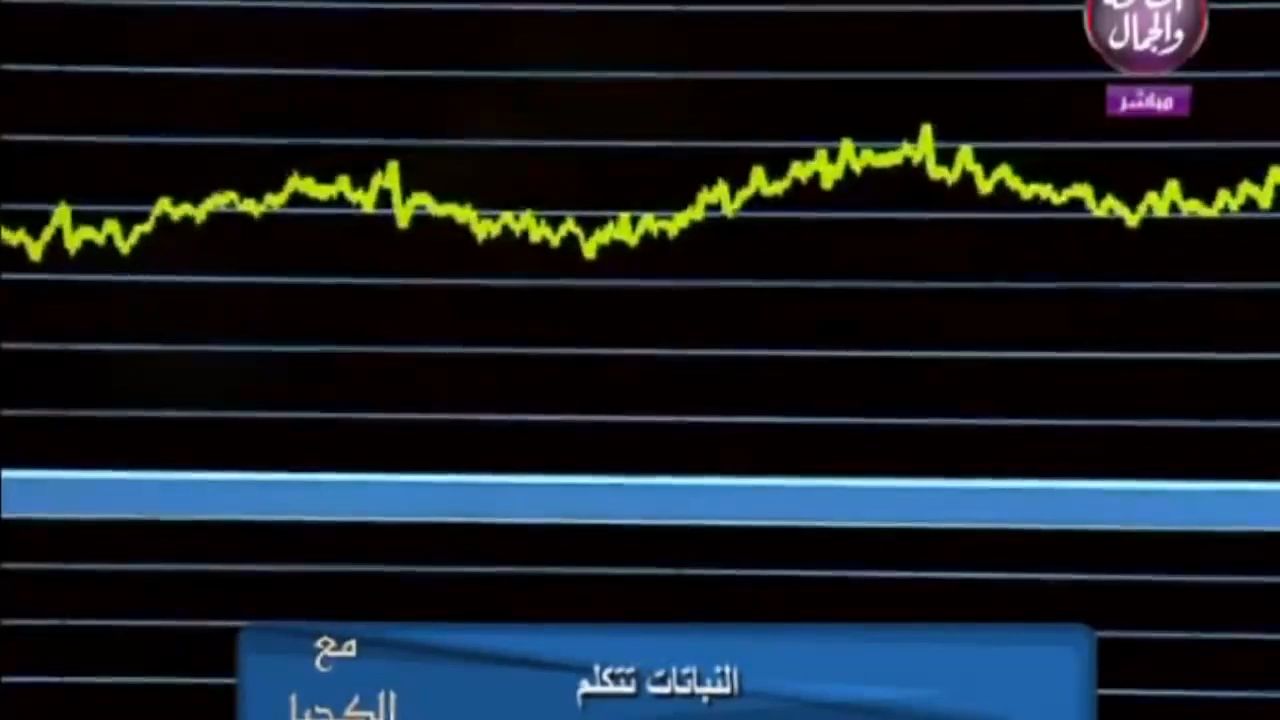 والجمال
مباشر
مع
النباتات تتكلم